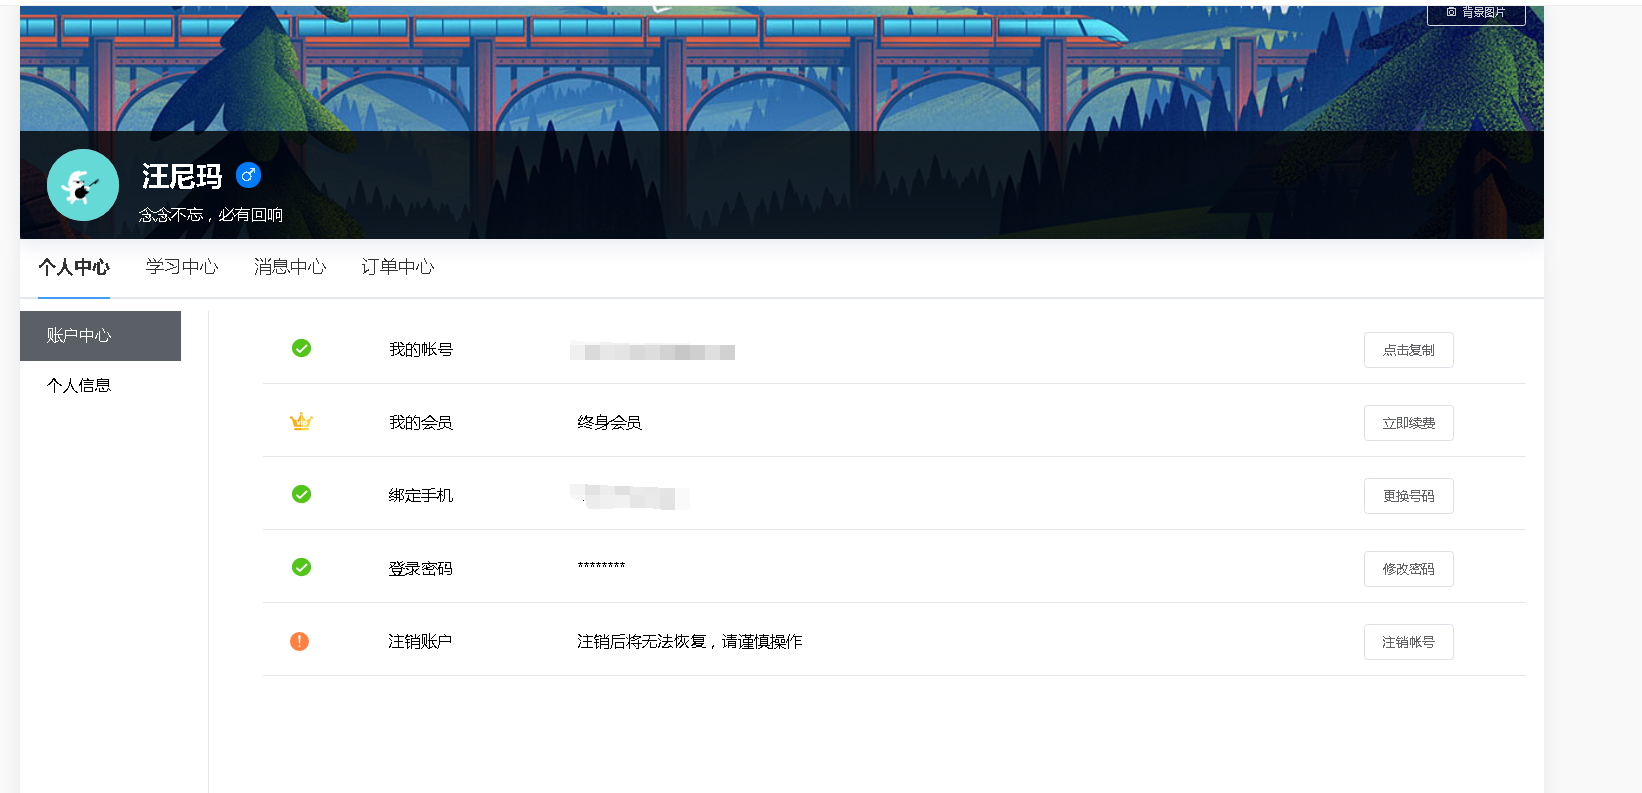 背景图片
汪尼玛
念念不忘，必有回响
个人中心 学习中心 消息中心 订单中心
账户中心
个人信息
我的帐号 点击复制
我的会员 终身会员 立即续费
绑定手机 更换号码
登录密码 ******** 修改密码
注销账户 注销后将无法恢复，请谨慎操作 注销帐号